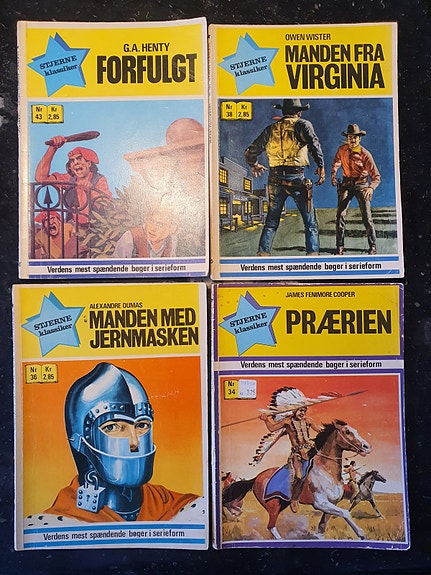 STJERNE
klassiker
G.A. HENTY
FORFULGT
Nr Kr
43 2,85
Verdens mest spændende bøger i serieform
STJERNE
klassiker
OWEN WISTER
MANDEN FRA
VIRGINIA
Nr Kr
38 2,85
Verdens mest spændende bøger i serieform
STJERNE
klassiker
ALEXANDRE DUMAS
MANDEN MED
JERNMASKEN
Nr Kr
36 2,85
Verdens mest spændende bøger i serieform
STJERNE
klassiker
JAMES FENIMORE COOPER
PRÆRIEN
Verdens mest spændende bøger i serieform
Nr
34